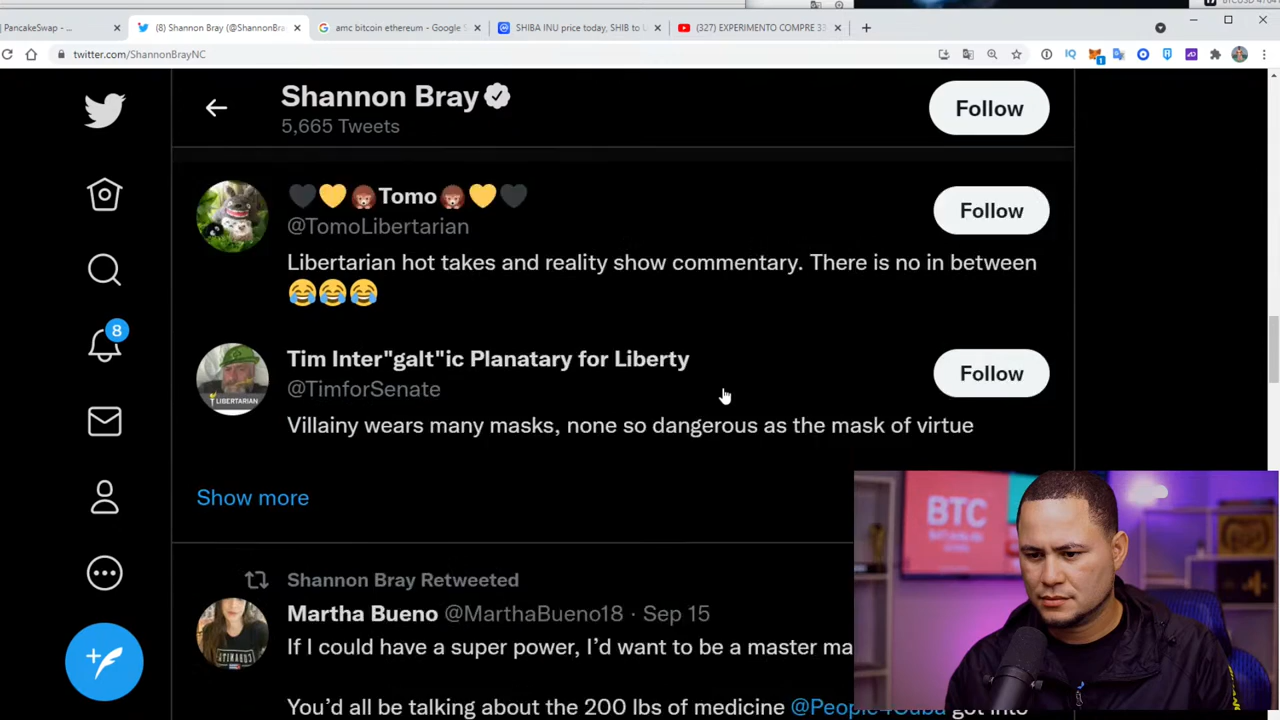 PancakeSwap - ...
(8) Shannon Bray (@ShannonBra
amc bitcoin ethereum - Google S
SHIBA INU price today, SHIB to U
(327) EXPERIMENTO COMPRE 33
twitter.com/ShannonBrayNC
Shannon Bray
5,665 Tweets
Follow
🖤💛Tomo💛🖤
@TomoLibertarian
Follow
Libertarian hot takes and reality show commentary. There is no in between
😂😂😂
8
Tim Inter"galt"ic Planatary for Liberty
@TimforSenate
Follow
LIBERTARIAN
Villainy wears many masks, none so dangerous as the mask of virtue
Show more
BTC
Shannon Bray Retweeted
Martha Bueno @MarthaBueno18 · Sep 15
If I could have a super power, I'd want to be a master ma
You'd all be talking about the 200 lbs of medicine